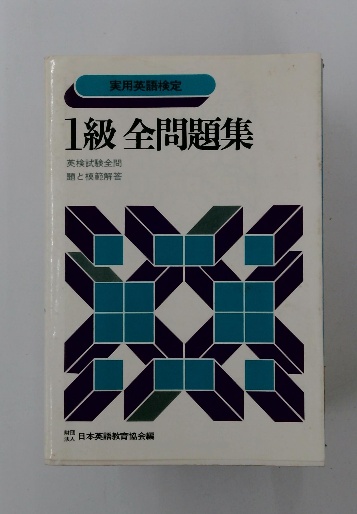 実用英語検定
1級 全問題集
英検試験全問
題と模範解答
財団法人 日本英語教育協会編